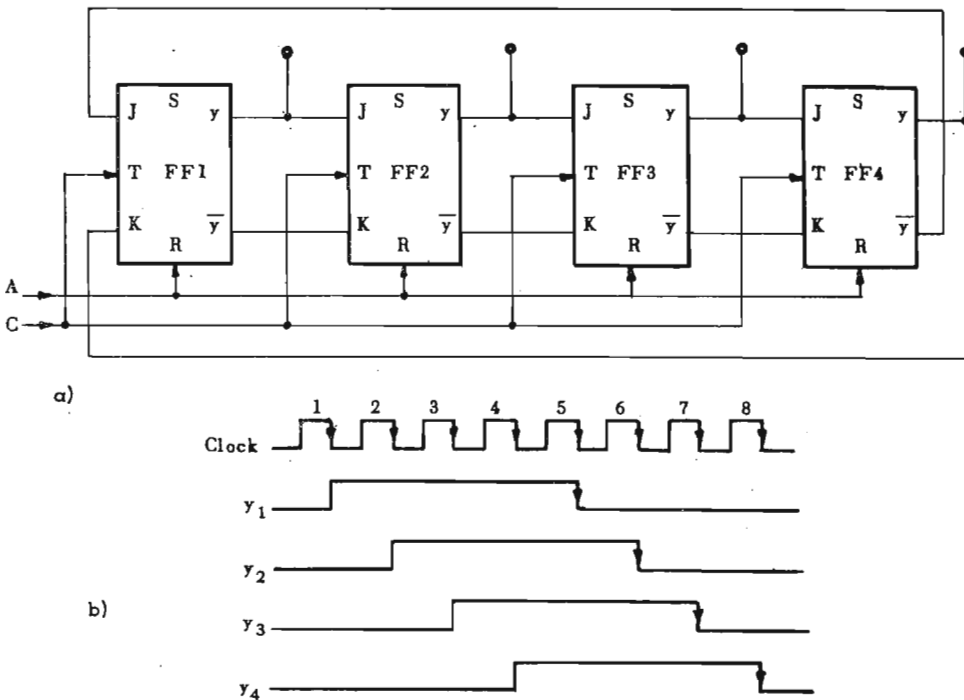 S S S S
J y J y J y J y
T FF1 T FF2 T FF3 T FF4
K y̅ K y̅ K y̅ K y̅
R R R R
A
C
a)
1 2 3 4 5 6 7 8
Clock
y₁
y₂
b)
y₃
y₄